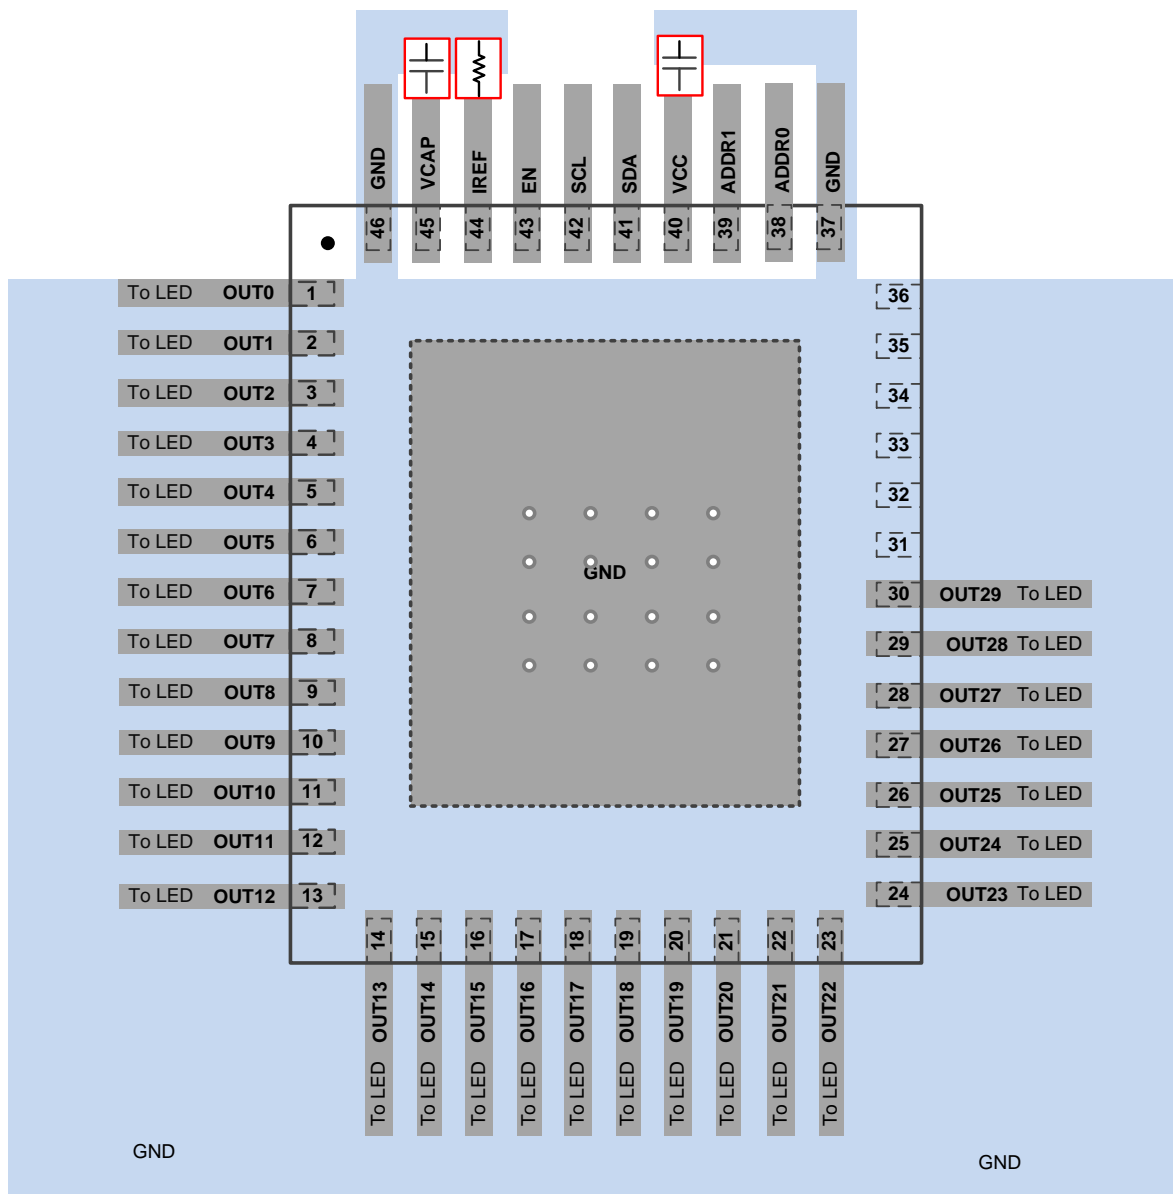 GND
VCAP
IREF
EN
SCL
SDA
VCC
ADDR1
ADDR0
GND
46
45
44
43
42
41
40
39
38
37
To LED OUT0 1
To LED OUT1 2
To LED OUT2 3
To LED OUT3 4
To LED OUT4 5
To LED OUT5 6
To LED OUT6 7
To LED OUT7 8
To LED OUT8 9
To LED OUT9 10
To LED OUT10 11
To LED OUT11 12
To LED OUT12 13
GND
36
35
34
33
32
31
30 OUT29 To LED
29 OUT28 To LED
28 OUT27 To LED
27 OUT26 To LED
26 OUT25 To LED
25 OUT24 To LED
24 OUT23 To LED
To LED OUT13 14
To LED OUT14 15
To LED OUT15 16
To LED OUT16 17
To LED OUT17 18
To LED OUT18 19
To LED OUT19 20
To LED OUT20 21
To LED OUT21 22
To LED OUT22 23
GND
GND